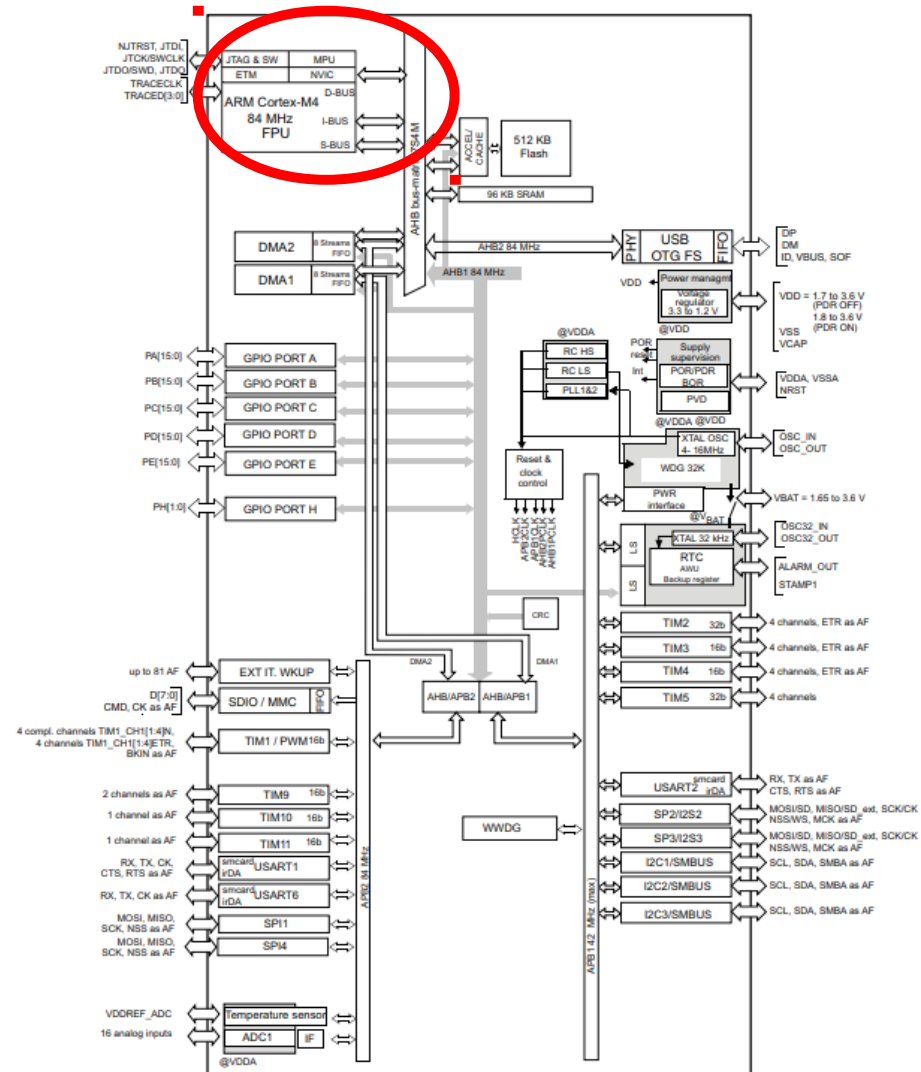 NJTRST, JTDI,
JTCK/SWCLK
JTDO/SWD, JTDO
TRACECLK
TRACED[3:0]
JTAG & SW
MPU
ETM
NVIC
D-BUS
ARM Cortex-M4
84 MHz
FPU
I-BUS
S-BUS
AHB bus-matrix 7S4M
ACCEL/
CACHE
512 KB
Flash
96 KB SRAM
DMA2
8 Streams
FIFO
DMA1
8 Streams
FIFO
AHB2 84 MHz
AHB1 84 MHz
PHY
USB
OTG FS
FIFO
DP
DM
ID, VBUS, SOF
VDD
Power managmt
Voltage
regulator
3.3 to 1.2 V
@VDD
VDD = 1.7 to 3.6 V
(PDR OFF)
1.8 to 3.6 V
(PDR ON)
VSS
VCAP
@VDDA
RC HS
RC LS
PLL1&2
POR
reset
Int
Supply
supervision
POR/PDR
BOR
PVD
VDDA, VSSA
NRST
@VDDA @VDD
PA[15:0]
GPIO PORT A
PB[15:0]
GPIO PORT B
PC[15:0]
GPIO PORT C
PD[15:0]
GPIO PORT D
PE[15:0]
GPIO PORT E
PH[1:0]
GPIO PORT H
XTAL OSC
4- 16MHz
WDG 32K
OSC_IN
OSC_OUT
Reset &
clock
control
HCLK
APB2CLK
APB1CLK
AHB2PCLK
AHB1PCLK
PWR
interface
VBAT = 1.65 to 3.6 V
@VBAT
LS
LS
XTAL 32 kHz
RTC
AWU
Backup register
OSC32_IN
OSC32_OUT
ALARM_OUT
STAMP1
CRC
TIM2 32b
4 channels, ETR as AF
TIM3 16b
4 channels, ETR as AF
TIM4 16b
4 channels, ETR as AF
TIM5 32b
4 channels
DMA2
DMA1
AHB/APB2
AHB/APB1
up to 81 AF
EXT IT. WKUP
D[7:0]
CMD, CK as AF
SDIO / MMC
FIFO
4 compl. channels TIM1_CH1[1:4]N,
4 channels TIM1_CH1[1:4]ETR,
BKIN as AF
TIM1 / PWM 16b
2 channels as AF
TIM9 16b
1 channel as AF
TIM10 16b
1 channel as AF
TIM11 16b
RX, TX, CK,
CTS, RTS as AF
smcard
irDA
USART1
RX, TX, CK as AF
smcard
irDA
USART6
MOSI, MISO,
SCK, NSS as AF
SPI1
MOSI, MISO,
SCK, NSS as AF
SPI4
APB2 84 MHz
WWDG
APB1 42 MHz (max)
USART2
smcard
irDA
RX, TX as AF
CTS, RTS as AF
SP2/I2S2
MOSI/SD, MISO/SD_ext, SCK/CK
NSS/WS, MCK as AF
SP3/I2S3
MOSI/SD, MISO/SD_ext, SCK/CK
NSS/WS, MCK as AF
I2C1/SMBUS
SCL, SDA, SMBA as AF
I2C2/SMBUS
SCL, SDA, SMBA as AF
I2C3/SMBUS
SCL, SDA, SMBA as AF
VDDREF_ADC
Temperature sensor
16 analog inputs
ADC1
IF
@VDDA